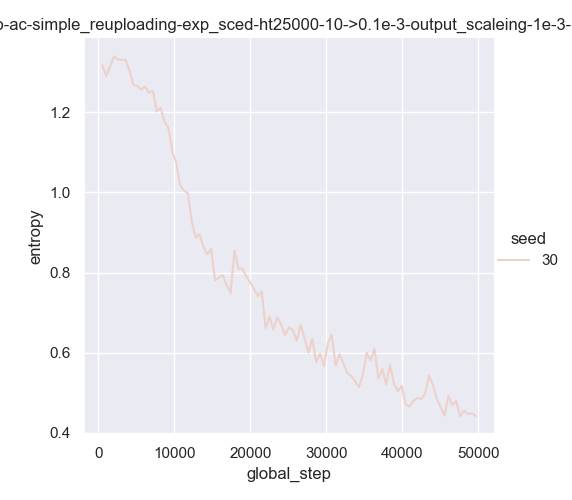 o-ac-simple_reuploading-exp_sced-ht25000-10->0.1e-3-output_scaleing-1e-3-
1.2
1.0
0.8
0.6
0.4
entropy
seed
30
0 10000 20000 30000 40000 50000
global_step